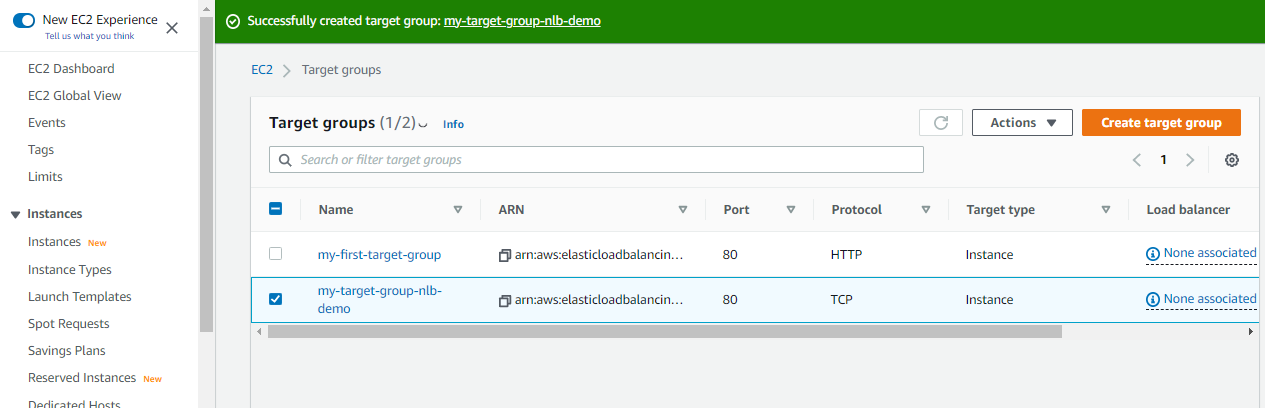 New EC2 Experience
Tell us what you think
EC2 Dashboard
EC2 Global View
Events
Tags
Limits
Instances
Instances New
Instance Types
Launch Templates
Spot Requests
Savings Plans
Reserved Instances New
Dedicated Hosts
Successfully created target group: my-target-group-nlb-demo
EC2 > Target groups
Target groups (1/2) Info
Actions
Create target group
Search or filter target groups
1
Name ARN Port Protocol Target type Load balancer
my-first-target-group arn:aws:elasticloadbalancin... 80 HTTP Instance None associated
my-target-group-nlb-
demo arn:aws:elasticloadbalancin... 80 TCP Instance None associated